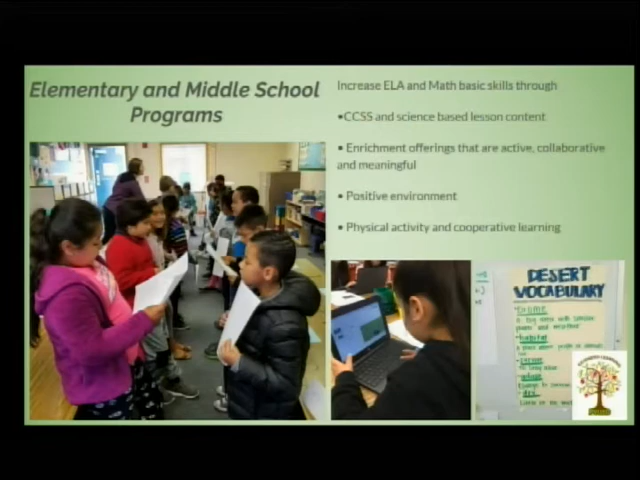 Elementary and Middle School
Programs
Increase ELA and Math basic skills through
•CCSS and science based lesson content
• Enrichment offerings that are active, collaborative
and meaningful
• Positive environment
• Physical activity and cooperative learning
DESERT
VOCABULARY
habitat